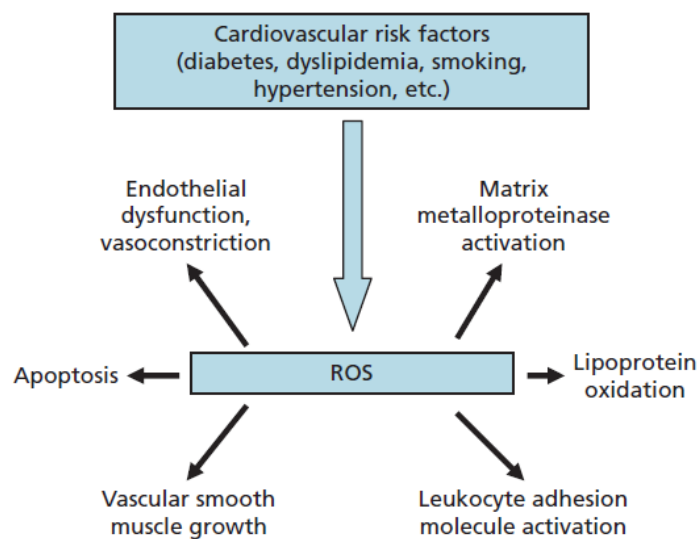 Cardiovascular risk factors
(diabetes, dyslipidemia, smoking,
hypertension, etc.)
Endothelial
dysfunction,
vasoconstriction
Matrix
metalloproteinase
activation
Apoptosis
ROS
Lipoprotein
oxidation
Vascular smooth
muscle growth
Leukocyte adhesion
molecule activation